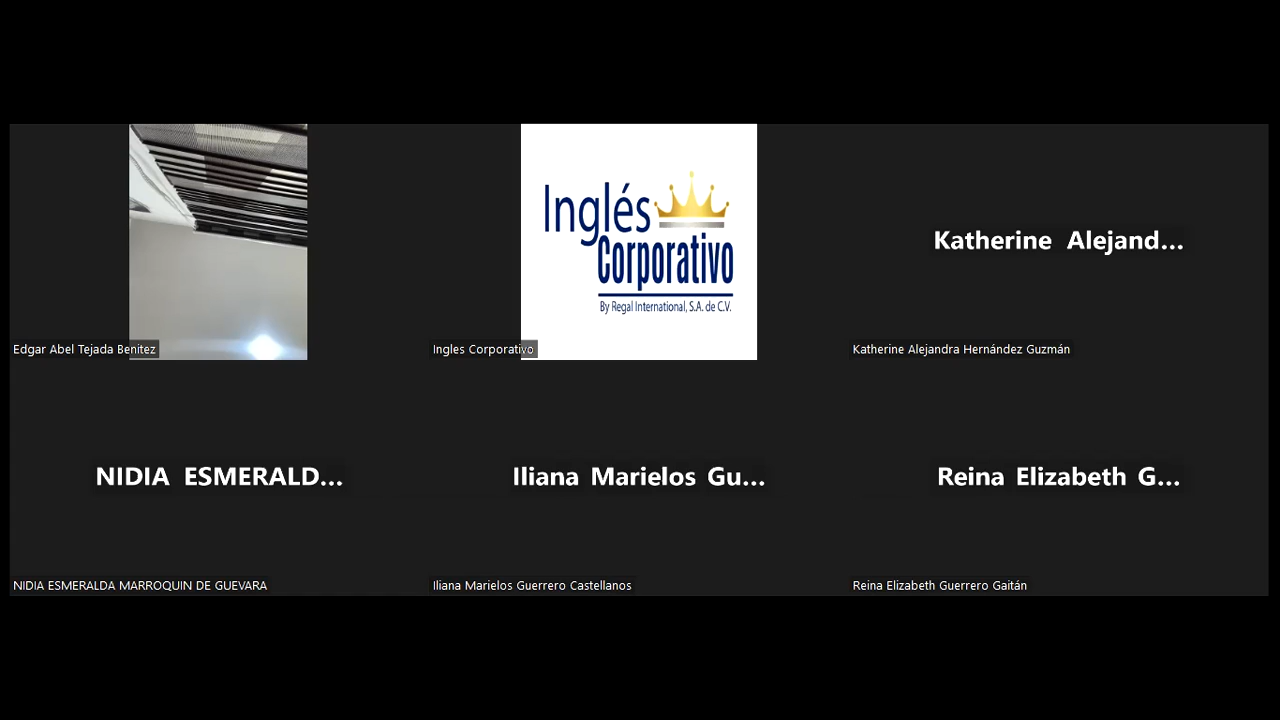 Inglés
Corporativo
By Regal International, S.A. de C.V.
Katherine Alejand...
Edgar Abel Tejada Benitez
Ingles Corporativo
Katherine Alejandra Hernández Guzmán
NIDIA ESMERALD...
Iliana Marielos Gu...
Reina Elizabeth G...
NIDIA ESMERALDA MARROQUIN DE GUEVARA
Iliana Marielos Guerrero Castellanos
Reina Elizabeth Guerrero Gaitán